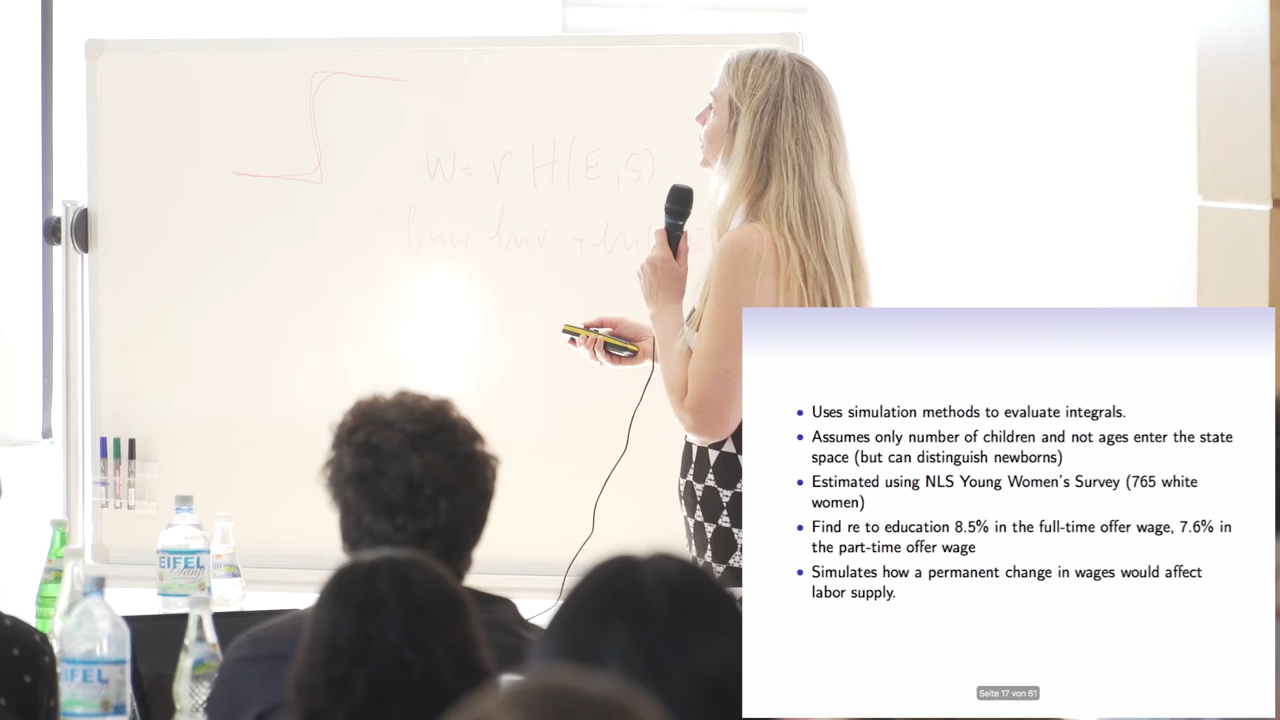 W = r H(E, S)
lnw = lnr + ln
EIFEL
EIFEL
• Uses simulation methods to evaluate integrals.
• Assumes only number of children and not ages enter the state
space (but can distinguish newborns)
• Estimated using NLS Young Women's Survey (765 white
women)
• Find re to education 8.5% in the full-time offer wage, 7.6% in
the part-time offer wage
• Simulates how a permanent change in wages would affect
labor supply.
Seite 17 von 61